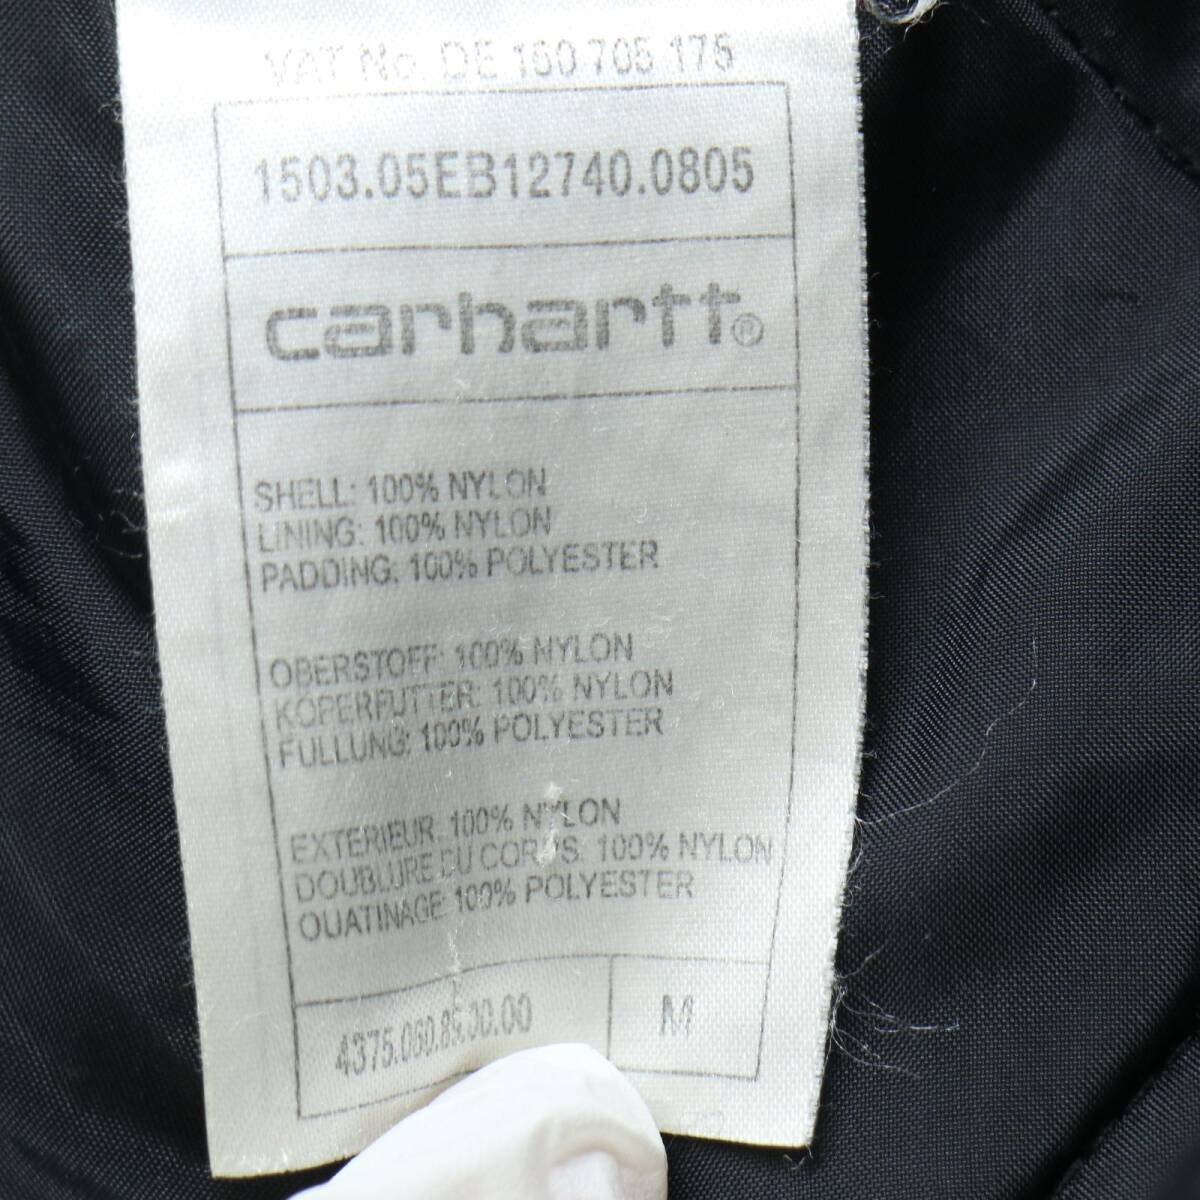 VAT No. DE 160 705 175
1503.05EB12740.0805
carhartt®
SHELL: 100% NYLON
LINING: 100% NYLON
PADDING: 100% POLYESTER
OBERSTOFF: 100% NYLON
KOPERFUTTER: 100% NYLON
FULLUNG: 100% POLYESTER
EXTERIEUR: 100% NYLON
DOUBLURE DU CORPS: 100% NYLON
OUATINAGE: 100% POLYESTER
M